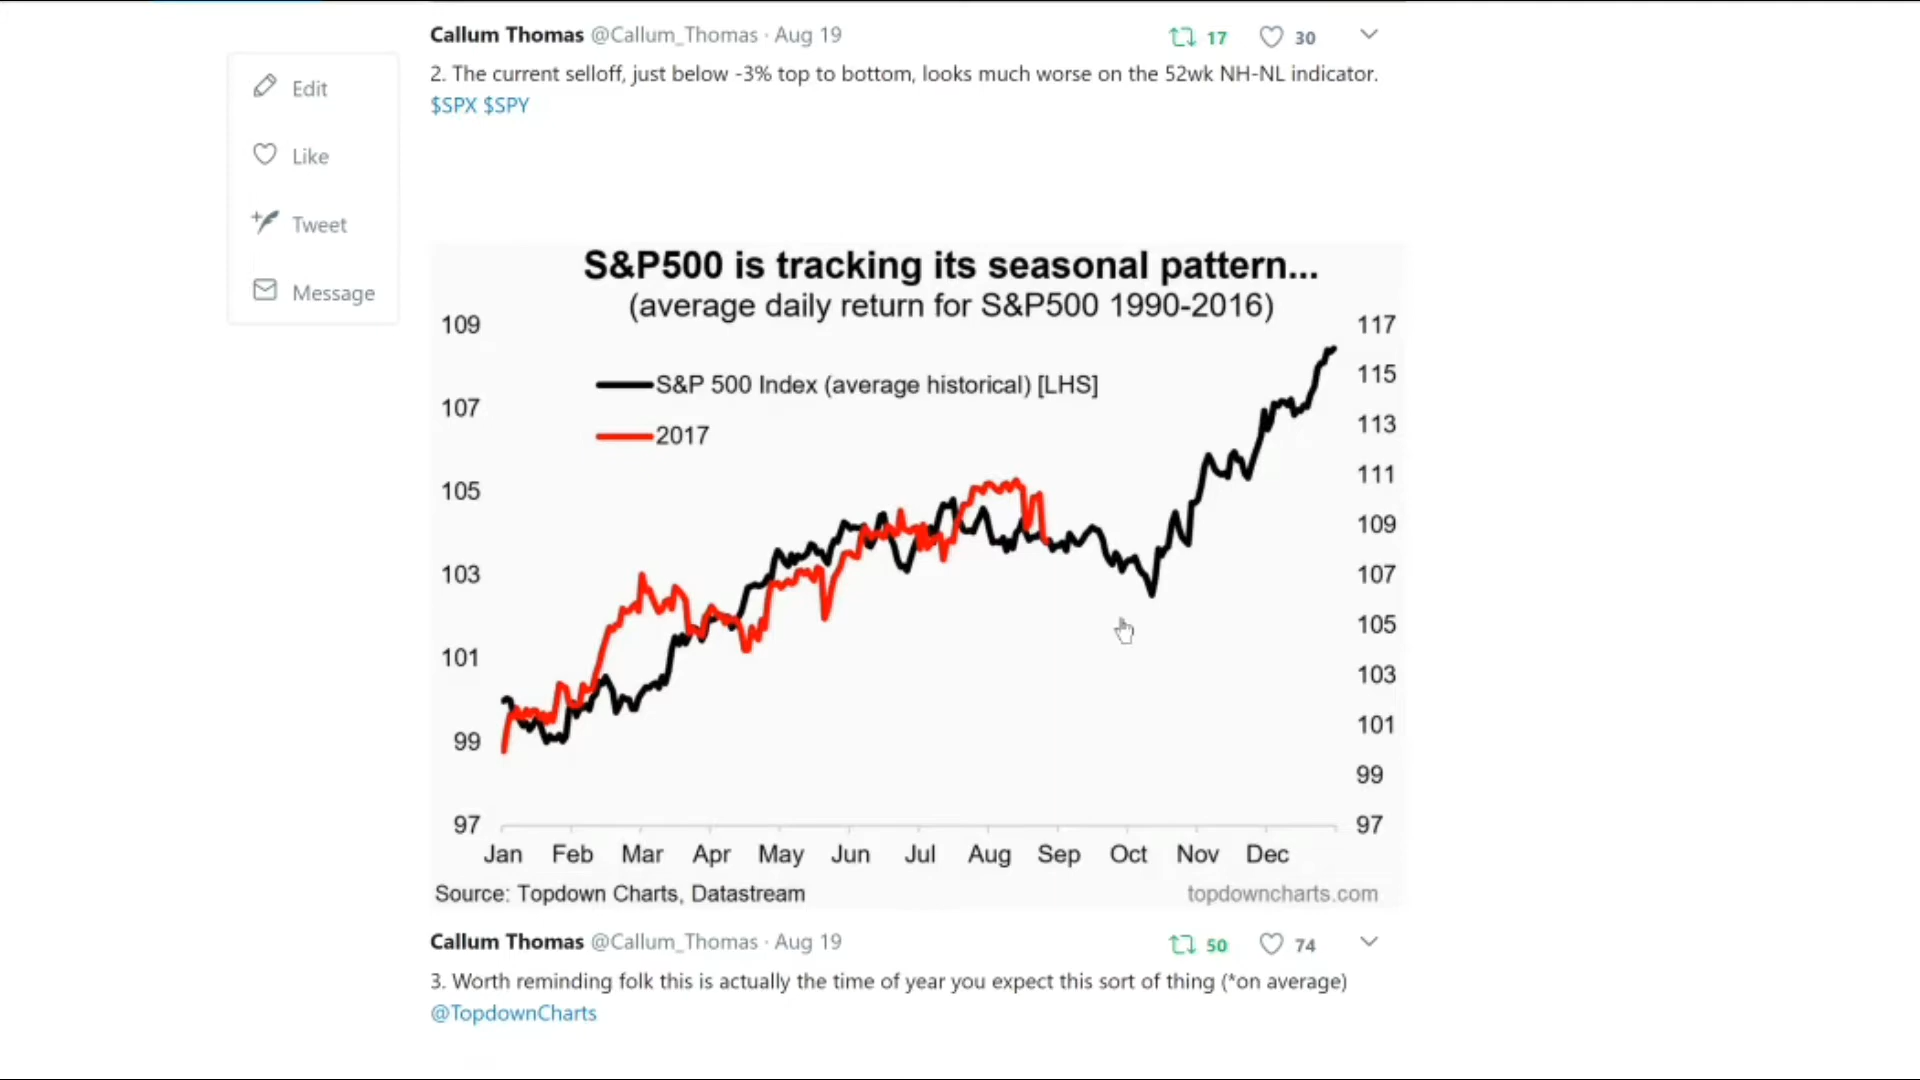 Callum Thomas @Callum_Thomas · Aug 19 17 30
2. The current selloff, just below -3% top to bottom, looks much worse on the 52wk NH-NL indicator.
$SPX $SPY
Edit
Like
Tweet
Message
S&P500 is tracking its seasonal pattern...
(average daily return for S&P500 1990-2016)
109
107
105
103
101
99
97
S&P 500 Index (average historical) [LHS]
2017
117
115
113
111
109
107
105
103
101
99
97
Jan Feb Mar Apr May Jun Jul Aug Sep Oct Nov Dec
Source: Topdown Charts, Datastream topdowncharts.com
Callum Thomas @Callum_Thomas · Aug 19 50 74
3. Worth reminding folk this is actually the time of year you expect this sort of thing (*on average)
@TopdownCharts